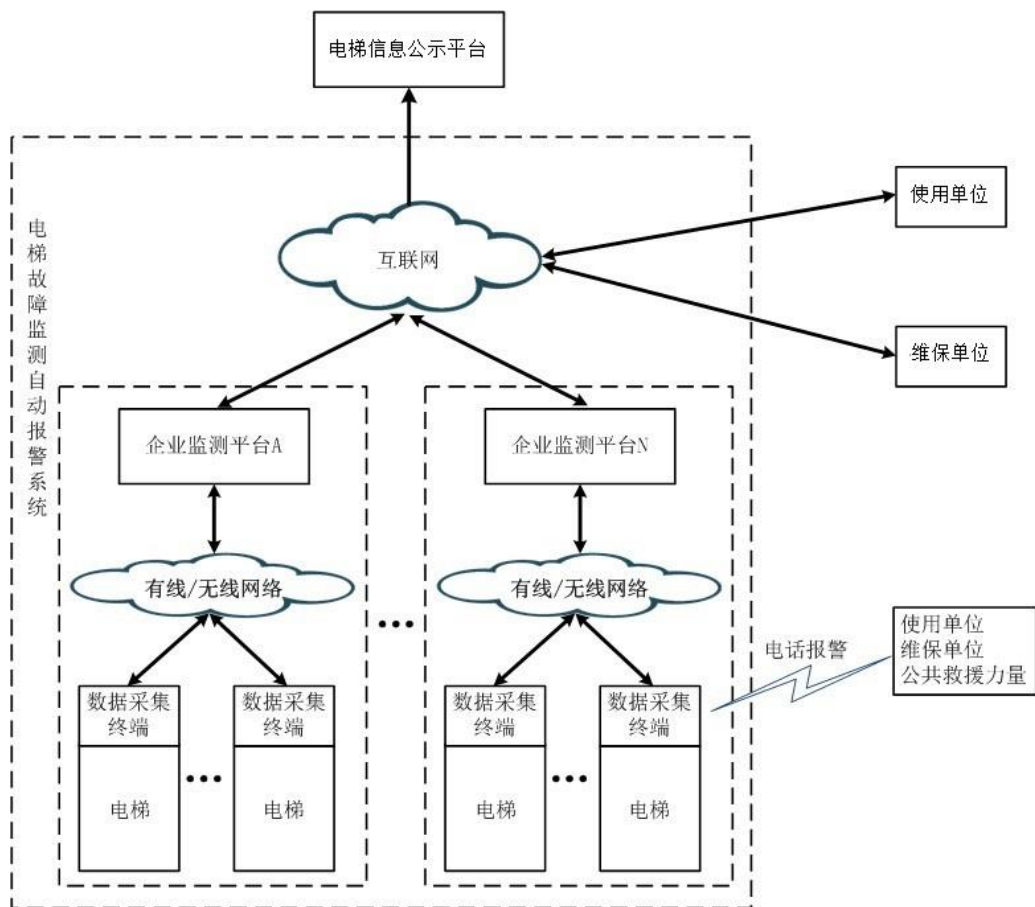 电梯信息公示平台
使用单位
电梯故障监测自动报警系统
互联网
维保单位
企业监测平台A
企业监测平台N
有线/无线网络
有线/无线网络
使用单位
维保单位
公共救援力量
电话报警
数据采集
终端
数据采集
终端
数据采集
终端
数据采集
终端
电梯
电梯
电梯
电梯